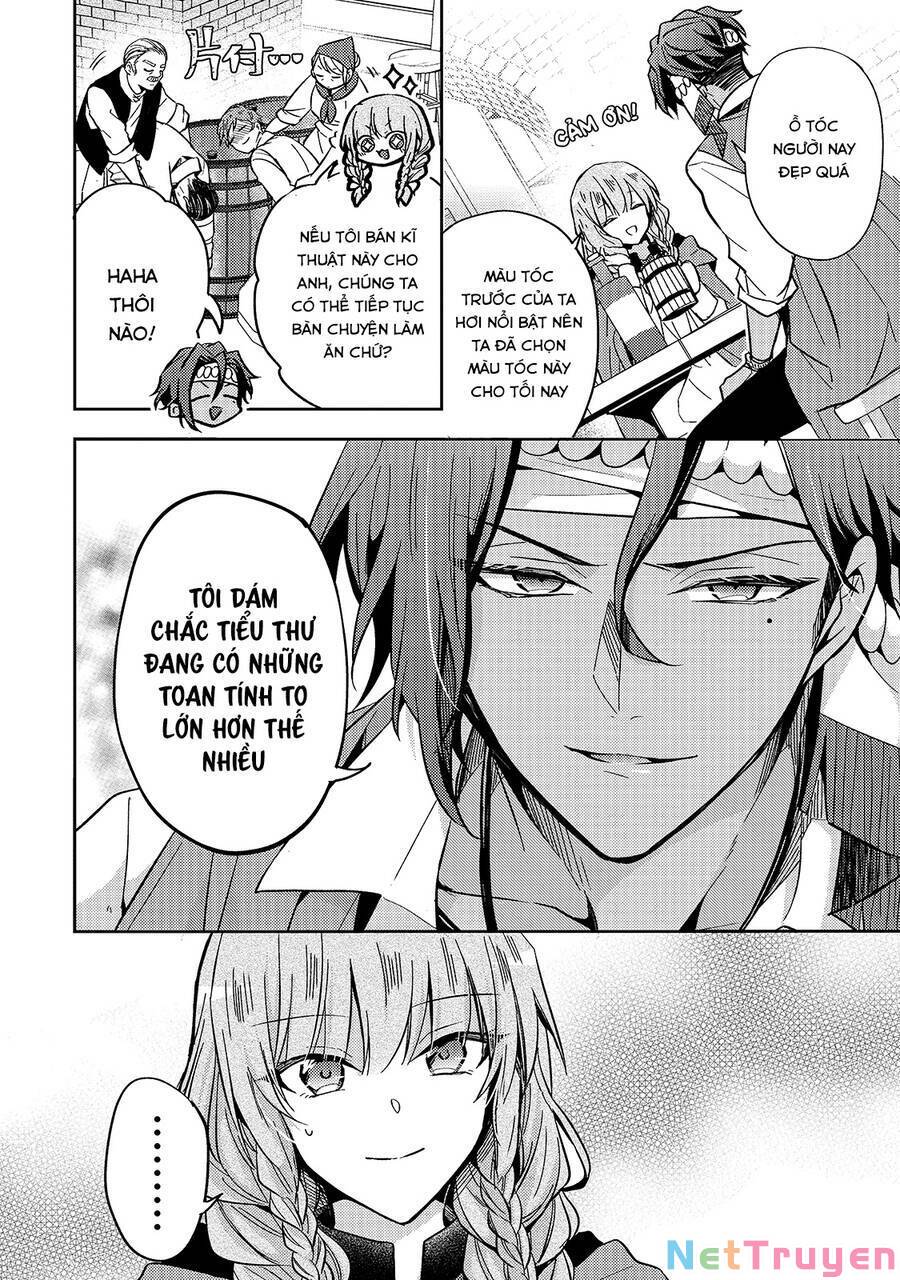 Ồ TÓC
NGƯỜI NAY
ĐẸP QUÁ
CẢM ƠN!
MÀU TÓC
TRƯỚC CỦA TA
HƠI NỔI BẬT NÊN
TA ĐÃ CHỌN
MÀU TÓC NÀY
CHO TỐI NAY
片付...
NẾU TÔI BÁN KĨ
THUẬT NÀY CHO
ANH, CHÚNG TA
CÓ THỂ TIẾP TỤC
BÀN CHUYỆN LÀM
ĂN CHỨ?
HAHA
THÔI
NÀO!
TÔI DÁM
CHẮC TIỂU THƯ
ĐANG CÓ NHỮNG
TOAN TÍNH TO
LỚN HƠN THẾ
NHIỀU
........
NetTruyen